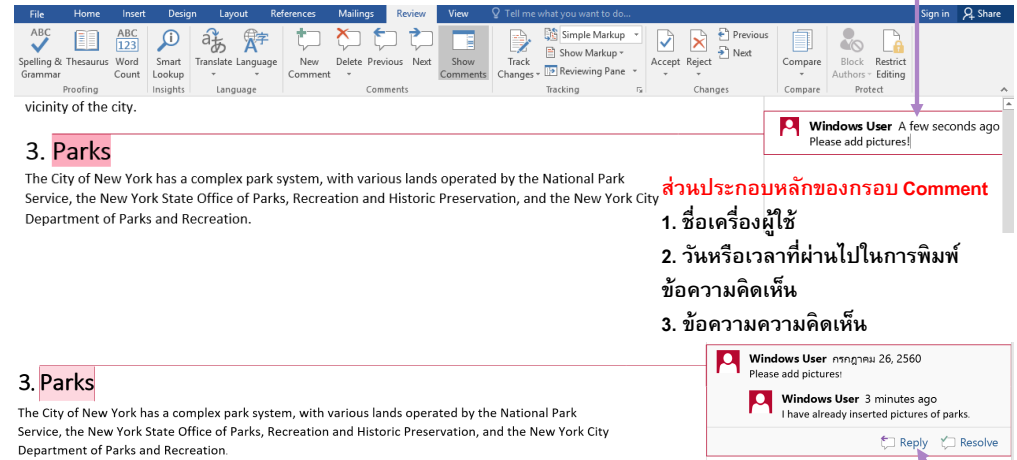 File Home Insert Design Layout References Mailings Review View Tell me what you want to do... Sign in Share
ABC ABC 123
Spelling & Grammar Thesaurus Word Count Smart Lookup Translate Language New Comment Delete Previous Next Show Comments Track Changes Simple Markup Show Markup Reviewing Pane Accept Reject Previous Next Compare Block Authors Restrict Editing
Proofing Insights Language Comments Tracking Changes Compare Protect
vicinity of the city.
Windows User A few seconds ago
Please add pictures!
3. Parks
The City of New York has a complex park system, with various lands operated by the National Park
Service, the New York State Office of Parks, Recreation and Historic Preservation, and the New York City
Department of Parks and Recreation.
ส่วนประกอบหลักของกรอบ Comment
1. ชื่อเครื่องผู้ใช้
2. วันหรือเวลาที่ผ่านไปในการพิมพ์
ข้อความคิดเห็น
3. ข้อความความคิดเห็น
Windows User กรกฎาคม 26, 2560
Please add pictures!
Windows User 3 minutes ago
I have already inserted pictures of parks.
Reply Resolve
3. Parks
The City of New York has a complex park system, with various lands operated by the National Park
Service, the New York State Office of Parks, Recreation and Historic Preservation, and the New York City
Department of Parks and Recreation.